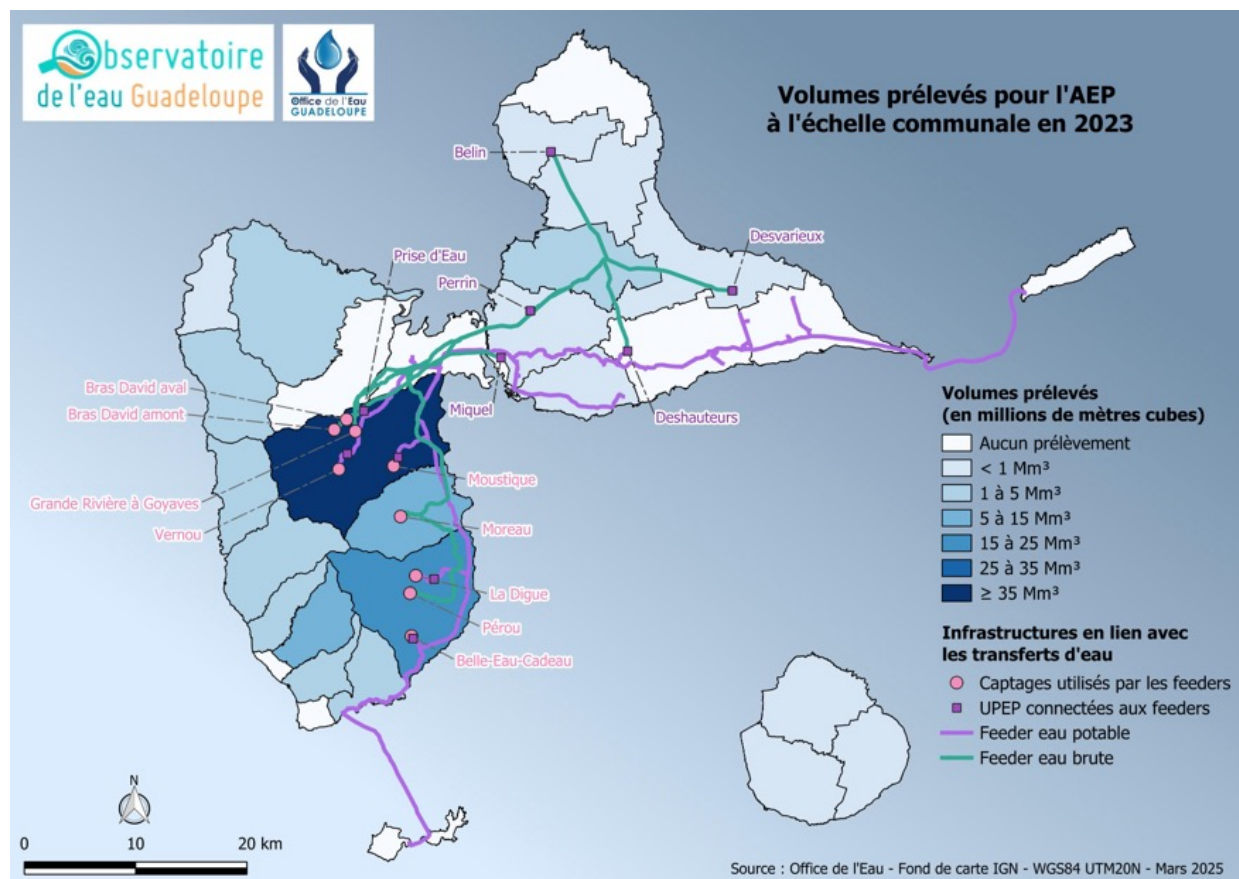 Observatoire
de l'eau Guadeloupe
Office de l'Eau
GUADELOUPE
Volumes prélevés pour l'AEP
à l'échelle communale en 2023
Belin
Desvarieux
Prise d'Eau
Perrin
Bras David aval
Bras David amont
Miquel
Deshauteurs
Grande Rivière à Goyaves
Vernou
Moustique
Moreau
La Digue
Pérou
Belle-Eau-Cadeau
Volumes prélevés
(en millions de mètres cubes)
Aucun prélèvement
< 1 Mm³
1 à 5 Mm³
5 à 15 Mm³
15 à 25 Mm³
25 à 35 Mm³
≥ 35 Mm³
Infrastructures en lien avec
les transferts d'eau
Captages utilisés par les feeders
UPEP connectées aux feeders
Feeder eau potable
Feeder eau brute
N
0 10 20 km
Source : Office de l'Eau - Fond de carte IGN - WGS84 UTM20N - Mars 2025